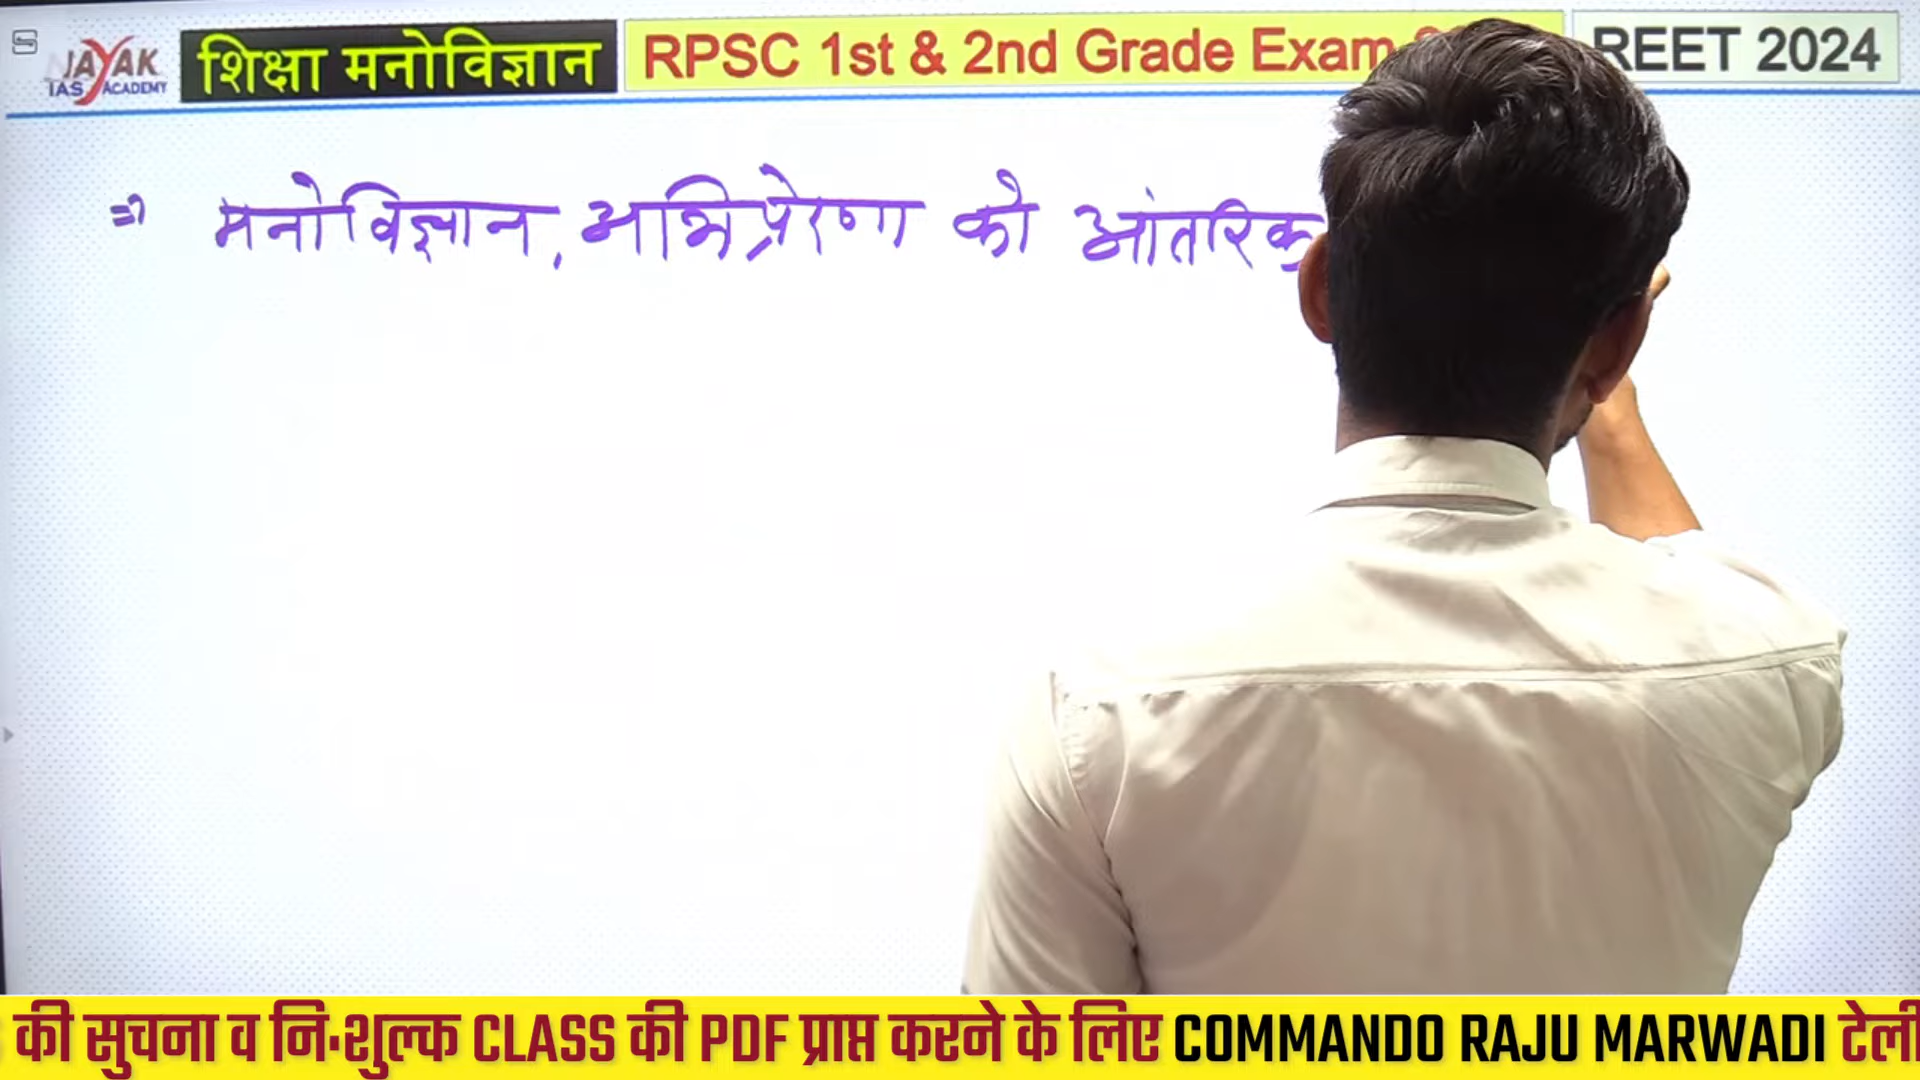 NAYAK
IAS ACADEMY
शिक्षा मनोविज्ञान
RPSC 1st & 2nd Grade Exam
REET 2024
⇒ मनोविज्ञान, अभिप्रेरणा को आंतरिक
की सुचना व नि:शुल्क CLASS की PDF प्राप्त करने के लिए COMMANDO RAJU MARWADI टेली